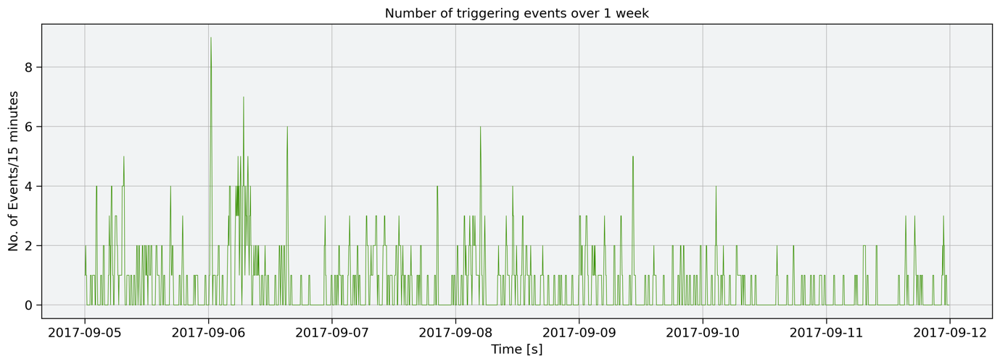 Number of triggering events over 1 week
No. of Events/15 minutes
8
6
4
2
0
2017-09-05 2017-09-06 2017-09-07 2017-09-08 2017-09-09 2017-09-10 2017-09-11 2017-09-12
Time [s]